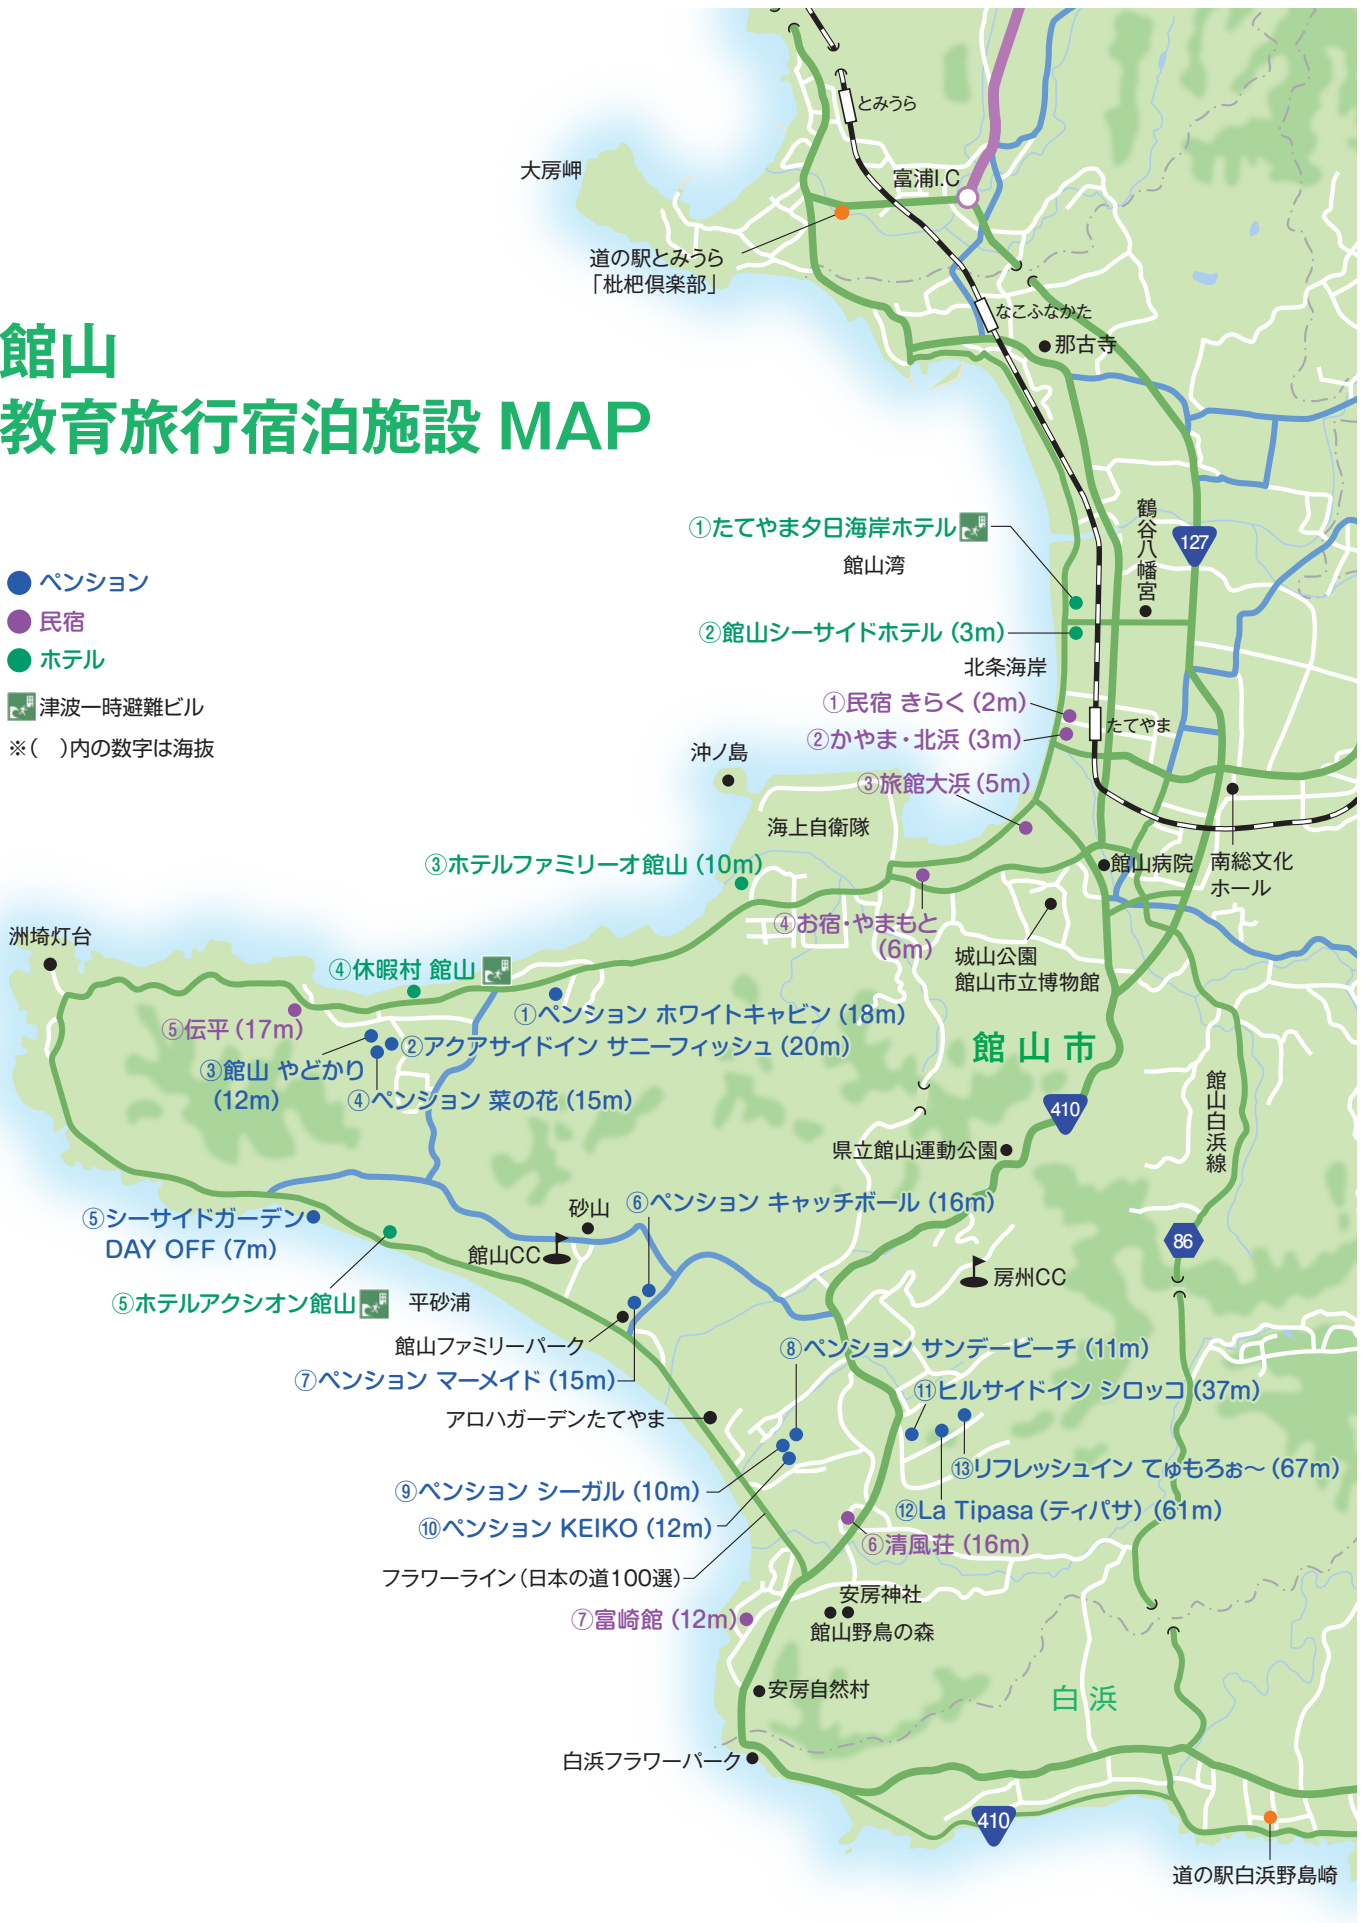 とみうら
大房岬
富浦I.C
道の駅とみうら
「枇杷倶楽部」
なこふなかた
那古寺
館山
教育旅行宿泊施設 MAP
鶴谷八幡宮
127
①たてやま夕日海岸ホテル
館山湾
ペンション
民宿
ホテル
津波一時避難ビル
※(　)内の数字は海抜
②館山シーサイドホテル (3m)
北条海岸
①民宿 きらく (2m)
②かやま・北浜 (3m)
たてやま
沖ノ島
③旅館大浜 (5m)
海上自衛隊
③ホテルファミリーオ館山 (10m)
館山病院
南総文化
ホール
④お宿・やまもと
(6m)
城山公園
館山市立博物館
洲埼灯台
④休暇村 館山
①ペンション ホワイトキャビン (18m)
⑤伝平 (17m)
②アクアサイドイン サニーフィッシュ (20m)
館山市
③館山 やどかり
(12m)
④ペンション 菜の花 (15m)
410
館山白浜線
県立館山運動公園
⑤シーサイドガーデン
DAY OFF (7m)
砂山
⑥ペンション キャッチボール (16m)
館山CC
86
房州CC
⑤ホテルアクシオン館山
平砂浦
館山ファミリーパーク
⑧ペンション サンデービーチ (11m)
⑦ペンション マーメイド (15m)
⑪ヒルサイドイン シロッコ (37m)
アロハガーデンたてやま
⑬リフレッシュイン てゅもろぉ～ (67m)
⑨ペンション シーガル (10m)
⑫La Tipasa (ティパサ) (61m)
⑩ペンション KEIKO (12m)
⑥清風荘 (16m)
フラワーライン (日本の道100選)
安房神社
⑦富崎館 (12m)
館山野鳥の森
安房自然村
白浜
白浜フラワーパーク
410
道の駅白浜野島崎